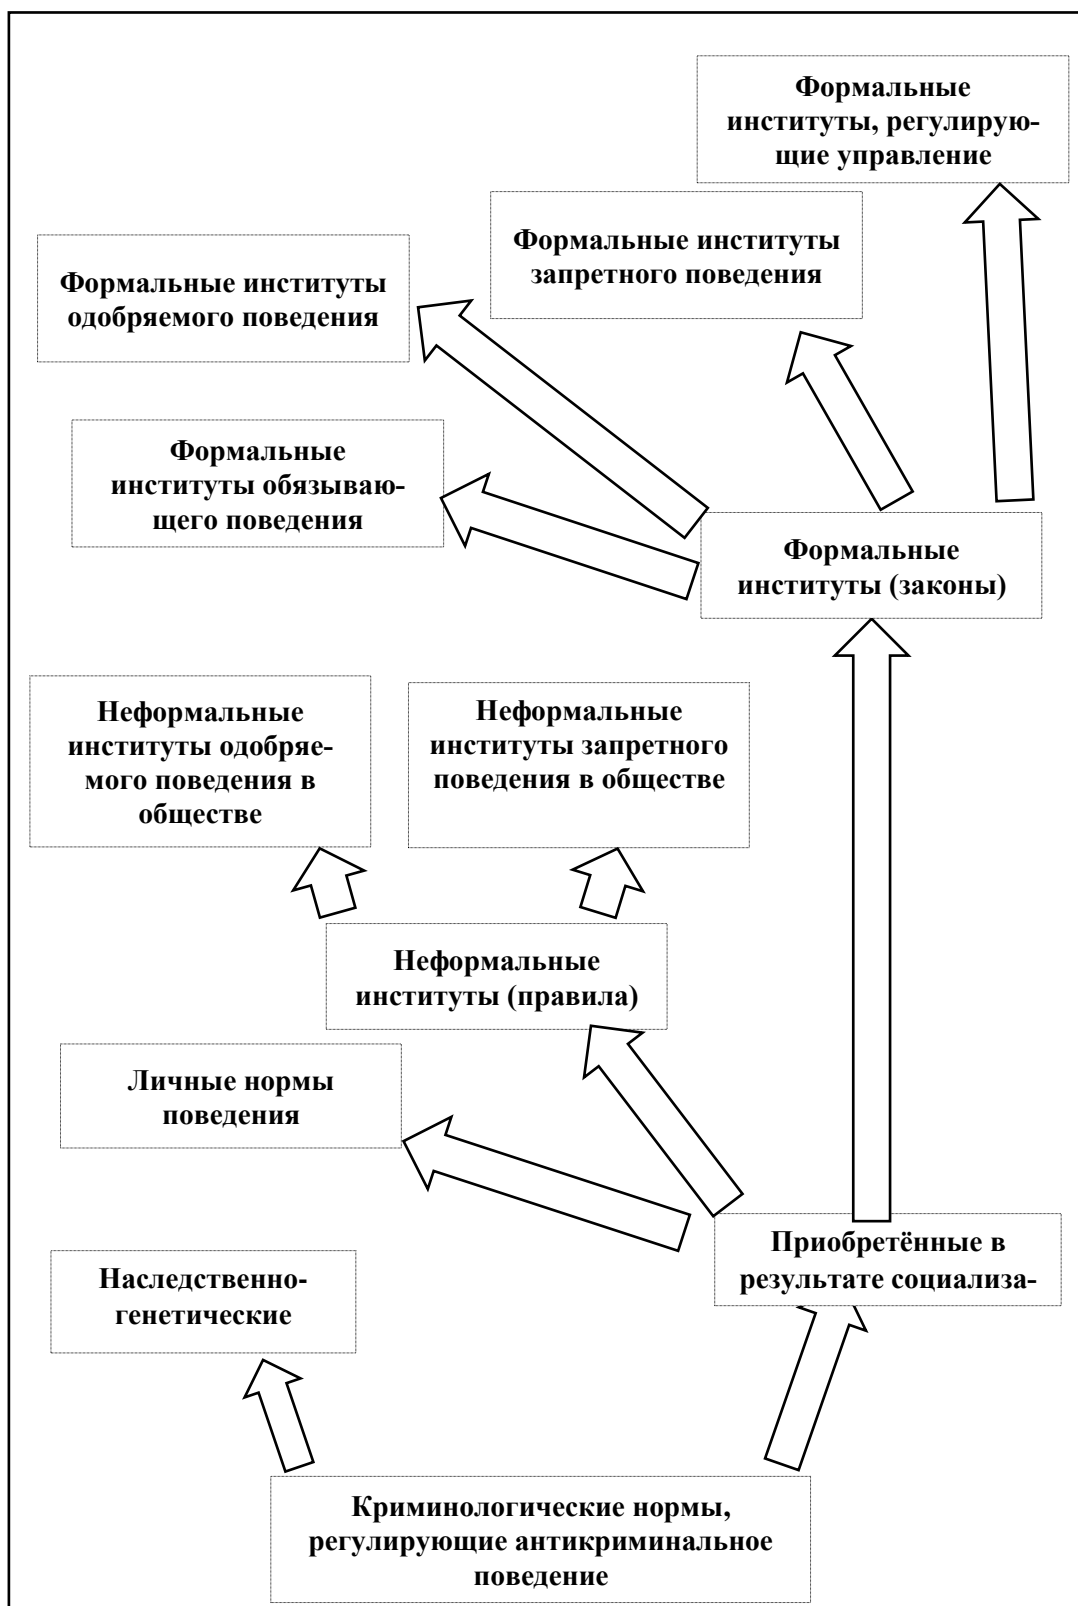 Формальные
институты, регулирую-
щие управление
Формальные институты
запретного поведения
Формальные институты
одобряемого поведения
Формальные
институты обязываю-
щего поведения
Формальные
институты (законы)
Неформальные
институты одобряе-
мого поведения в
обществе
Неформальные
институты запретного
поведения в обществе
Неформальные
институты (правила)
Личные нормы
поведения
Приобретённые в
результате социализа-
Наследственно-
генетические
Криминологические нормы,
регулирующие антикриминальное
поведение